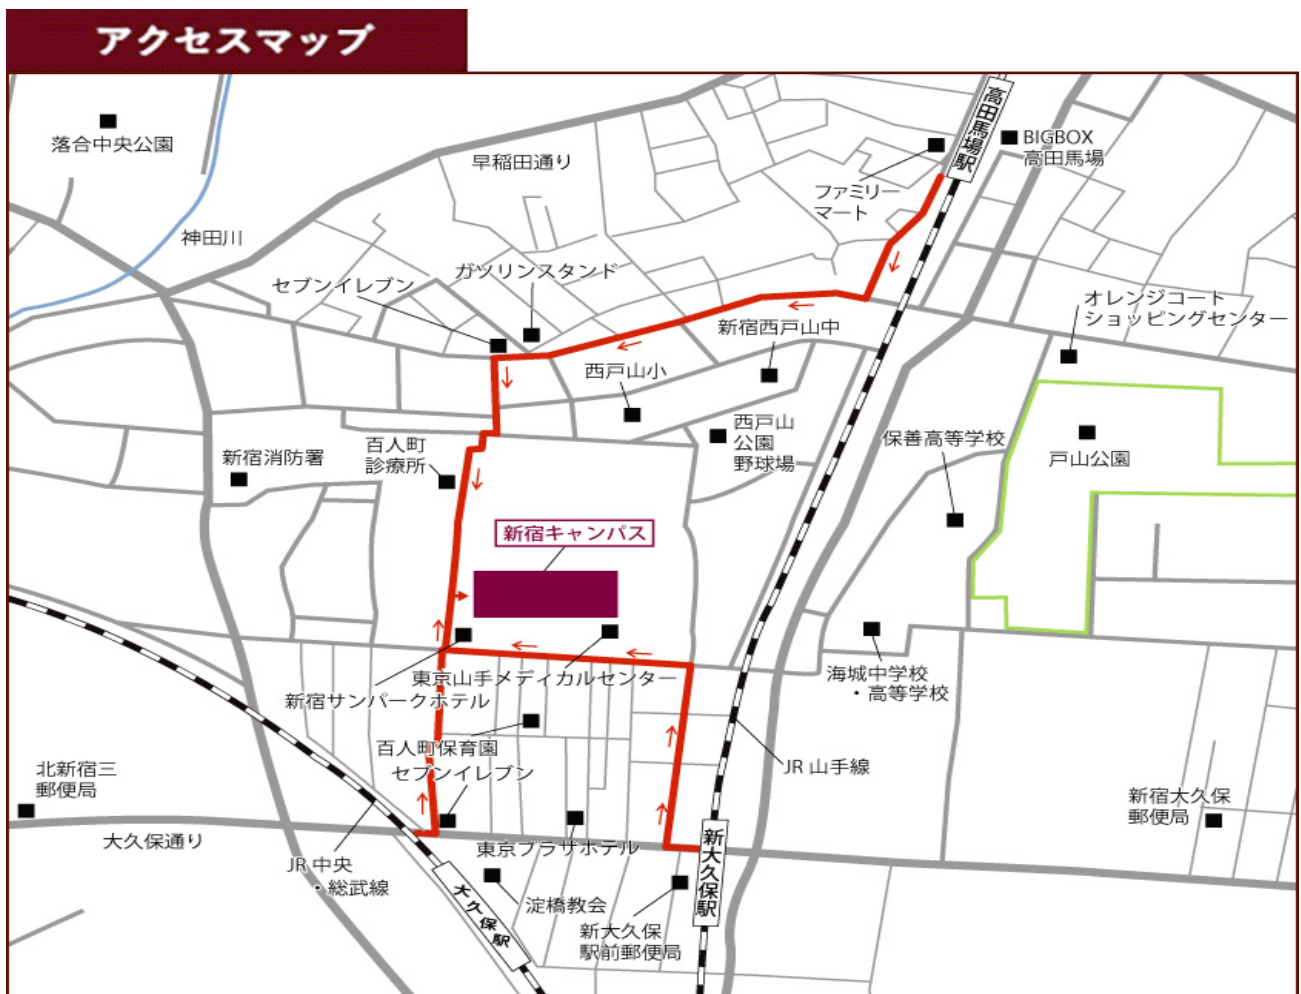 アクセスマップ
高田馬場駅
BIGBOX
高田馬場
落合中央公園
早稲田通り
ファミリー
マート
神田川
セブンイレブン
ガソリンスタンド
オレンジコート
ショッピングセンター
新宿西戸山中
西戸山小
西戸山
公園
野球場
保善高等学校
戸山公園
百人町
診療所
新宿消防署
新宿キャンパス
東京山手メディカルセンター
新宿サンパークホテル
海城中学校
・高等学校
百人町保育園
セブンイレブン
JR 山手線
北新宿三
郵便局
新宿大久保
郵便局
大久保通り
東京プラザホテル
新大久保駅
JR 中央
・総武線
大久保駅
淀橋教会
新大久保
駅前郵便局